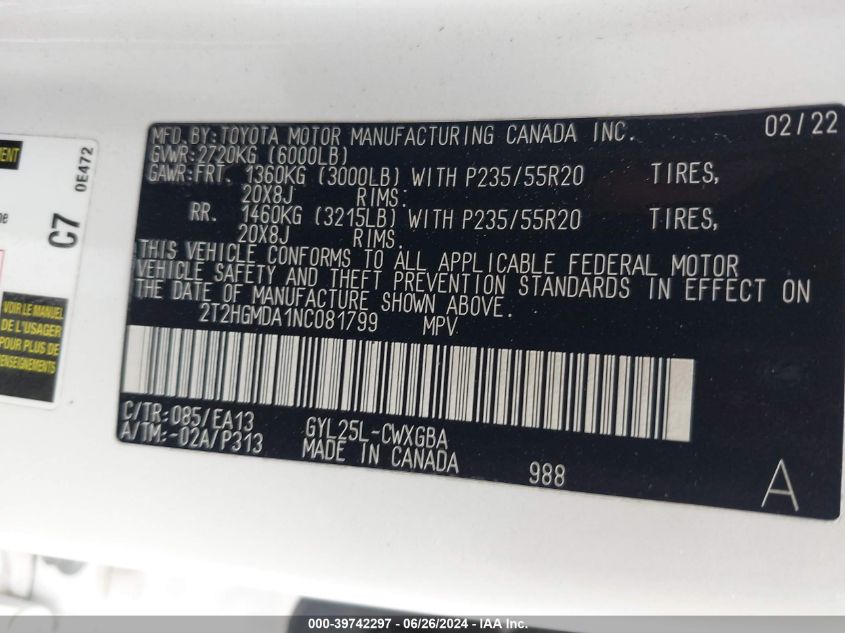 MFD.BY:TOYOTA MOTOR MANUFACTURING CANADA INC. 02/22
GVWR:2720KG (6000LB)
GAWR:FRT. 1360KG (3000LB) WITH P235/55R20 TIRES,
20X8J RIMS:
RR. 1460KG (3215LB) WITH P235/55R20 TIRES,
20X8J RIMS.
THIS VEHICLE CONFORMS TO ALL APPLICABLE FEDERAL MOTOR
VEHICLE SAFETY AND THEFT PREVENTION STANDARDS IN EFFECT ON
THE DATE OF MANUFACTURE SHOWN ABOVE.
2T2HGMDA1NC081799 MPV.
C/TR:085/EA13 GYL25L-CWXGBA
A/TM:-02A/P313 MADE IN CANADA 988
A
C7
0E472
VOIR LE MANUEL
DE L'USAGER
POUR PLUS DE
000-39742297 - 06/26/2024 - IAA Inc.